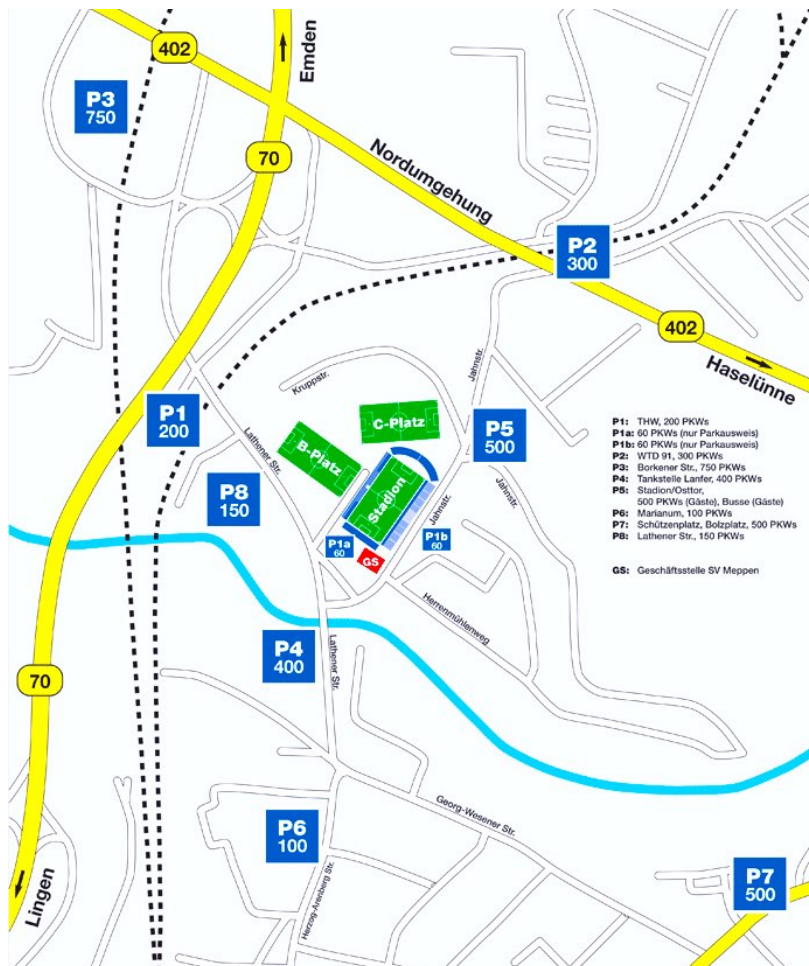 402
Emden
P3
750
70
Nordumgehung
P2
300
402
Haselünne
Kruppstr.
Jahnstr.
P1
200
C-Platz
P5
500
Lathener Str.
B-Platz
P8
150
Stadion
Jahnstr.
Jahnstr.
P1a
60
P1b
60
GS
P1: THW, 200 PKWs
P1a: 60 PKWs (nur Parkausweis)
P1b: 60 PKWs (nur Parkausweis)
P2: WTD 91, 300 PKWs
P3: Borkener Str., 750 PKWs
P4: Tankstelle Lanfer, 400 PKWs
P5: Stadion/Osttor,
500 PKWs (Gäste), Busse (Gäste)
P6: Marianum, 100 PKWs
P7: Schützenplatz, Bolzplatz, 500 PKWs
P8: Lathener Str., 150 PKWs
GS: Geschäftsstelle SV Meppen
Herrenmühlenweg
P4
400
Lathener Str.
70
Georg-Wesener Str.
P6
100
Herzog-Arenberg Str.
P7
500
Lingen